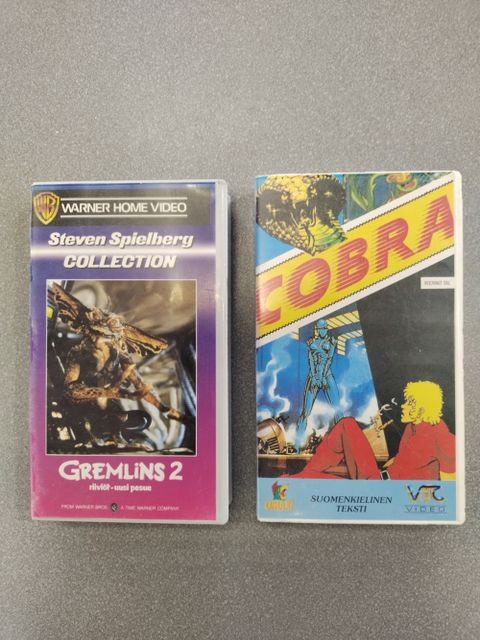 WB
WARNER HOME VIDEO
Steven Spielberg
COLLECTION
GREMLINS 2
riiviöt-uusi pesue
FROM WARNER BROS. A TIME WARNER COMPANY
COBRA
SUOMENKIELINEN
TEKSTI
VTC
VIDEO